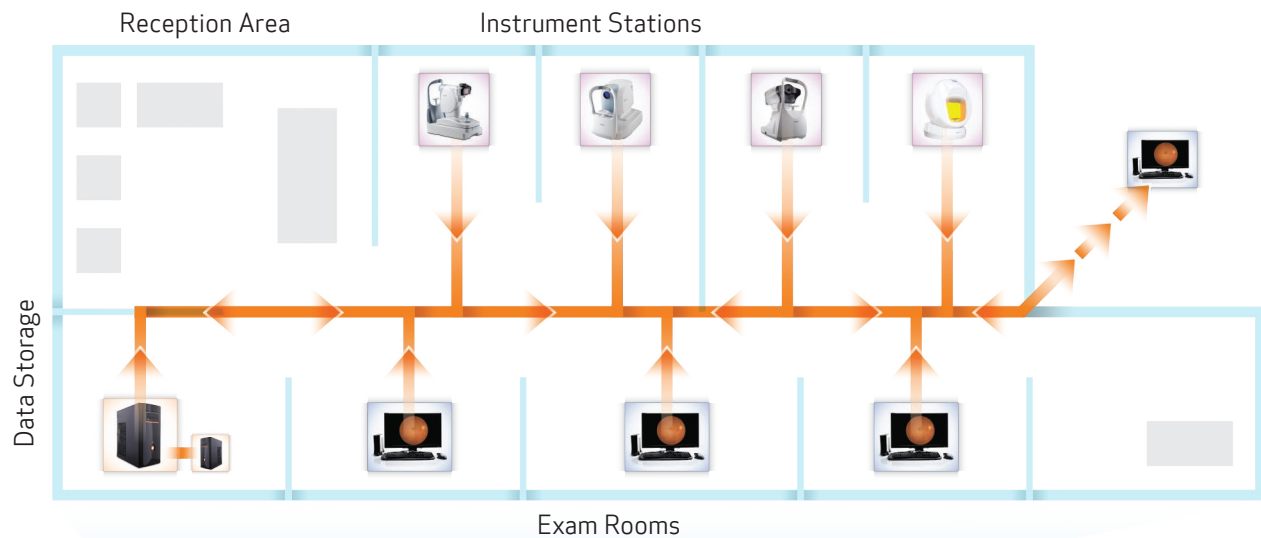 Reception Area
Instrument Stations
Data Storage
Exam Rooms